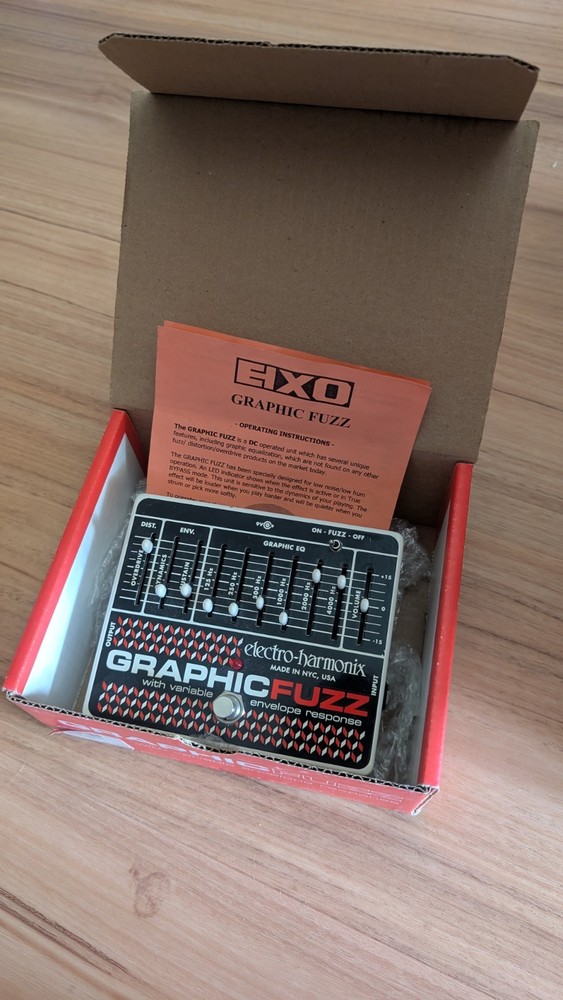 EHXO
GRAPHIC FUZZ
- OPERATING INSTRUCTIONS -
The GRAPHIC FUZZ is a DC operated unit which has several unique
features, including graphic equalization, which are not found on any other
fuzz/ distortion/overdrive products on the market today.
The GRAPHIC FUZZ has been specially designed for low noise/low hum
operation. An LED indicator shows when the effect is active or in True
BYPASS mode. This unit is sensitive to the dynamics of your playing. The
effect will be louder when you play harder and will be quieter when you
strum or pick more softly.
9V
ON - FUZZ - OFF
DIST.
ENV.
GRAPHIC EQ
OVERDRIVE
DYNAMICS
SUSTAIN
125 Hz
250 Hz
500 Hz
1000 Hz
2000 Hz
4000 Hz
VOLUME
+15
0
-15
OUTPUT
INPUT
electro-harmonix
MADE IN NYC, USA
GRAPHICFUZZ
with variable
envelope response